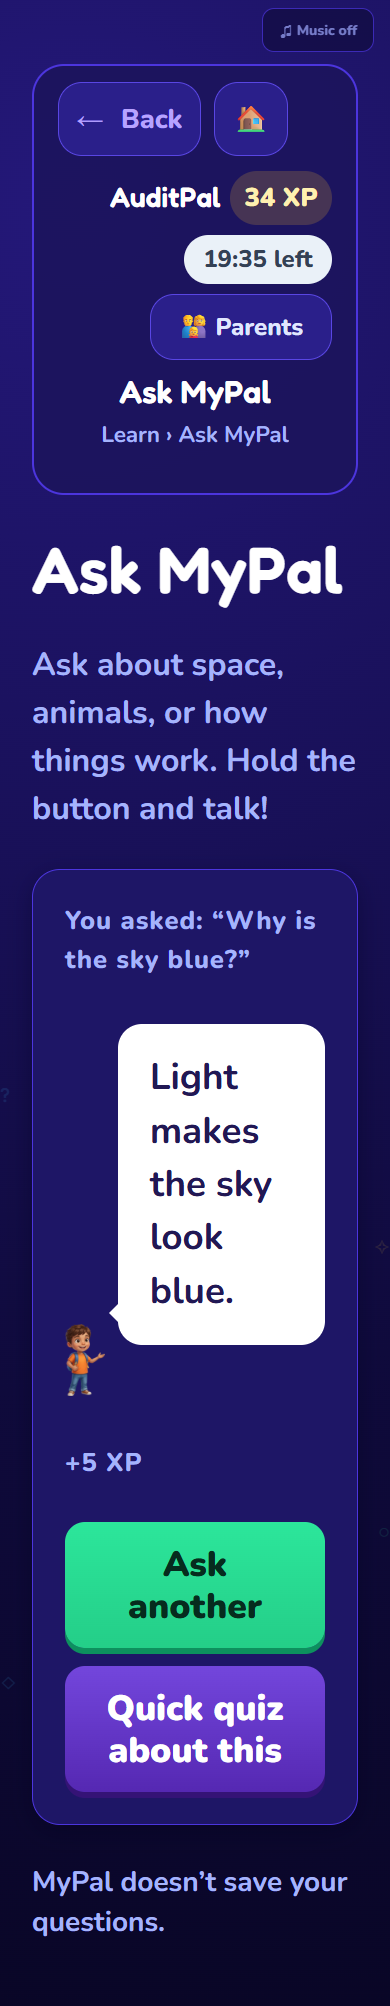 ♫ Music off
← Back
AuditPal 34 XP
19:35 left
Parents
Ask MyPal
Learn › Ask MyPal
Ask MyPal
Ask about space,
animals, or how
things work. Hold the
button and talk!
You asked: “Why is
the sky blue?”
Light
makes
the sky
look
blue.
+5 XP
Ask
another
Quick quiz
about this
MyPal doesn’t save your
questions.